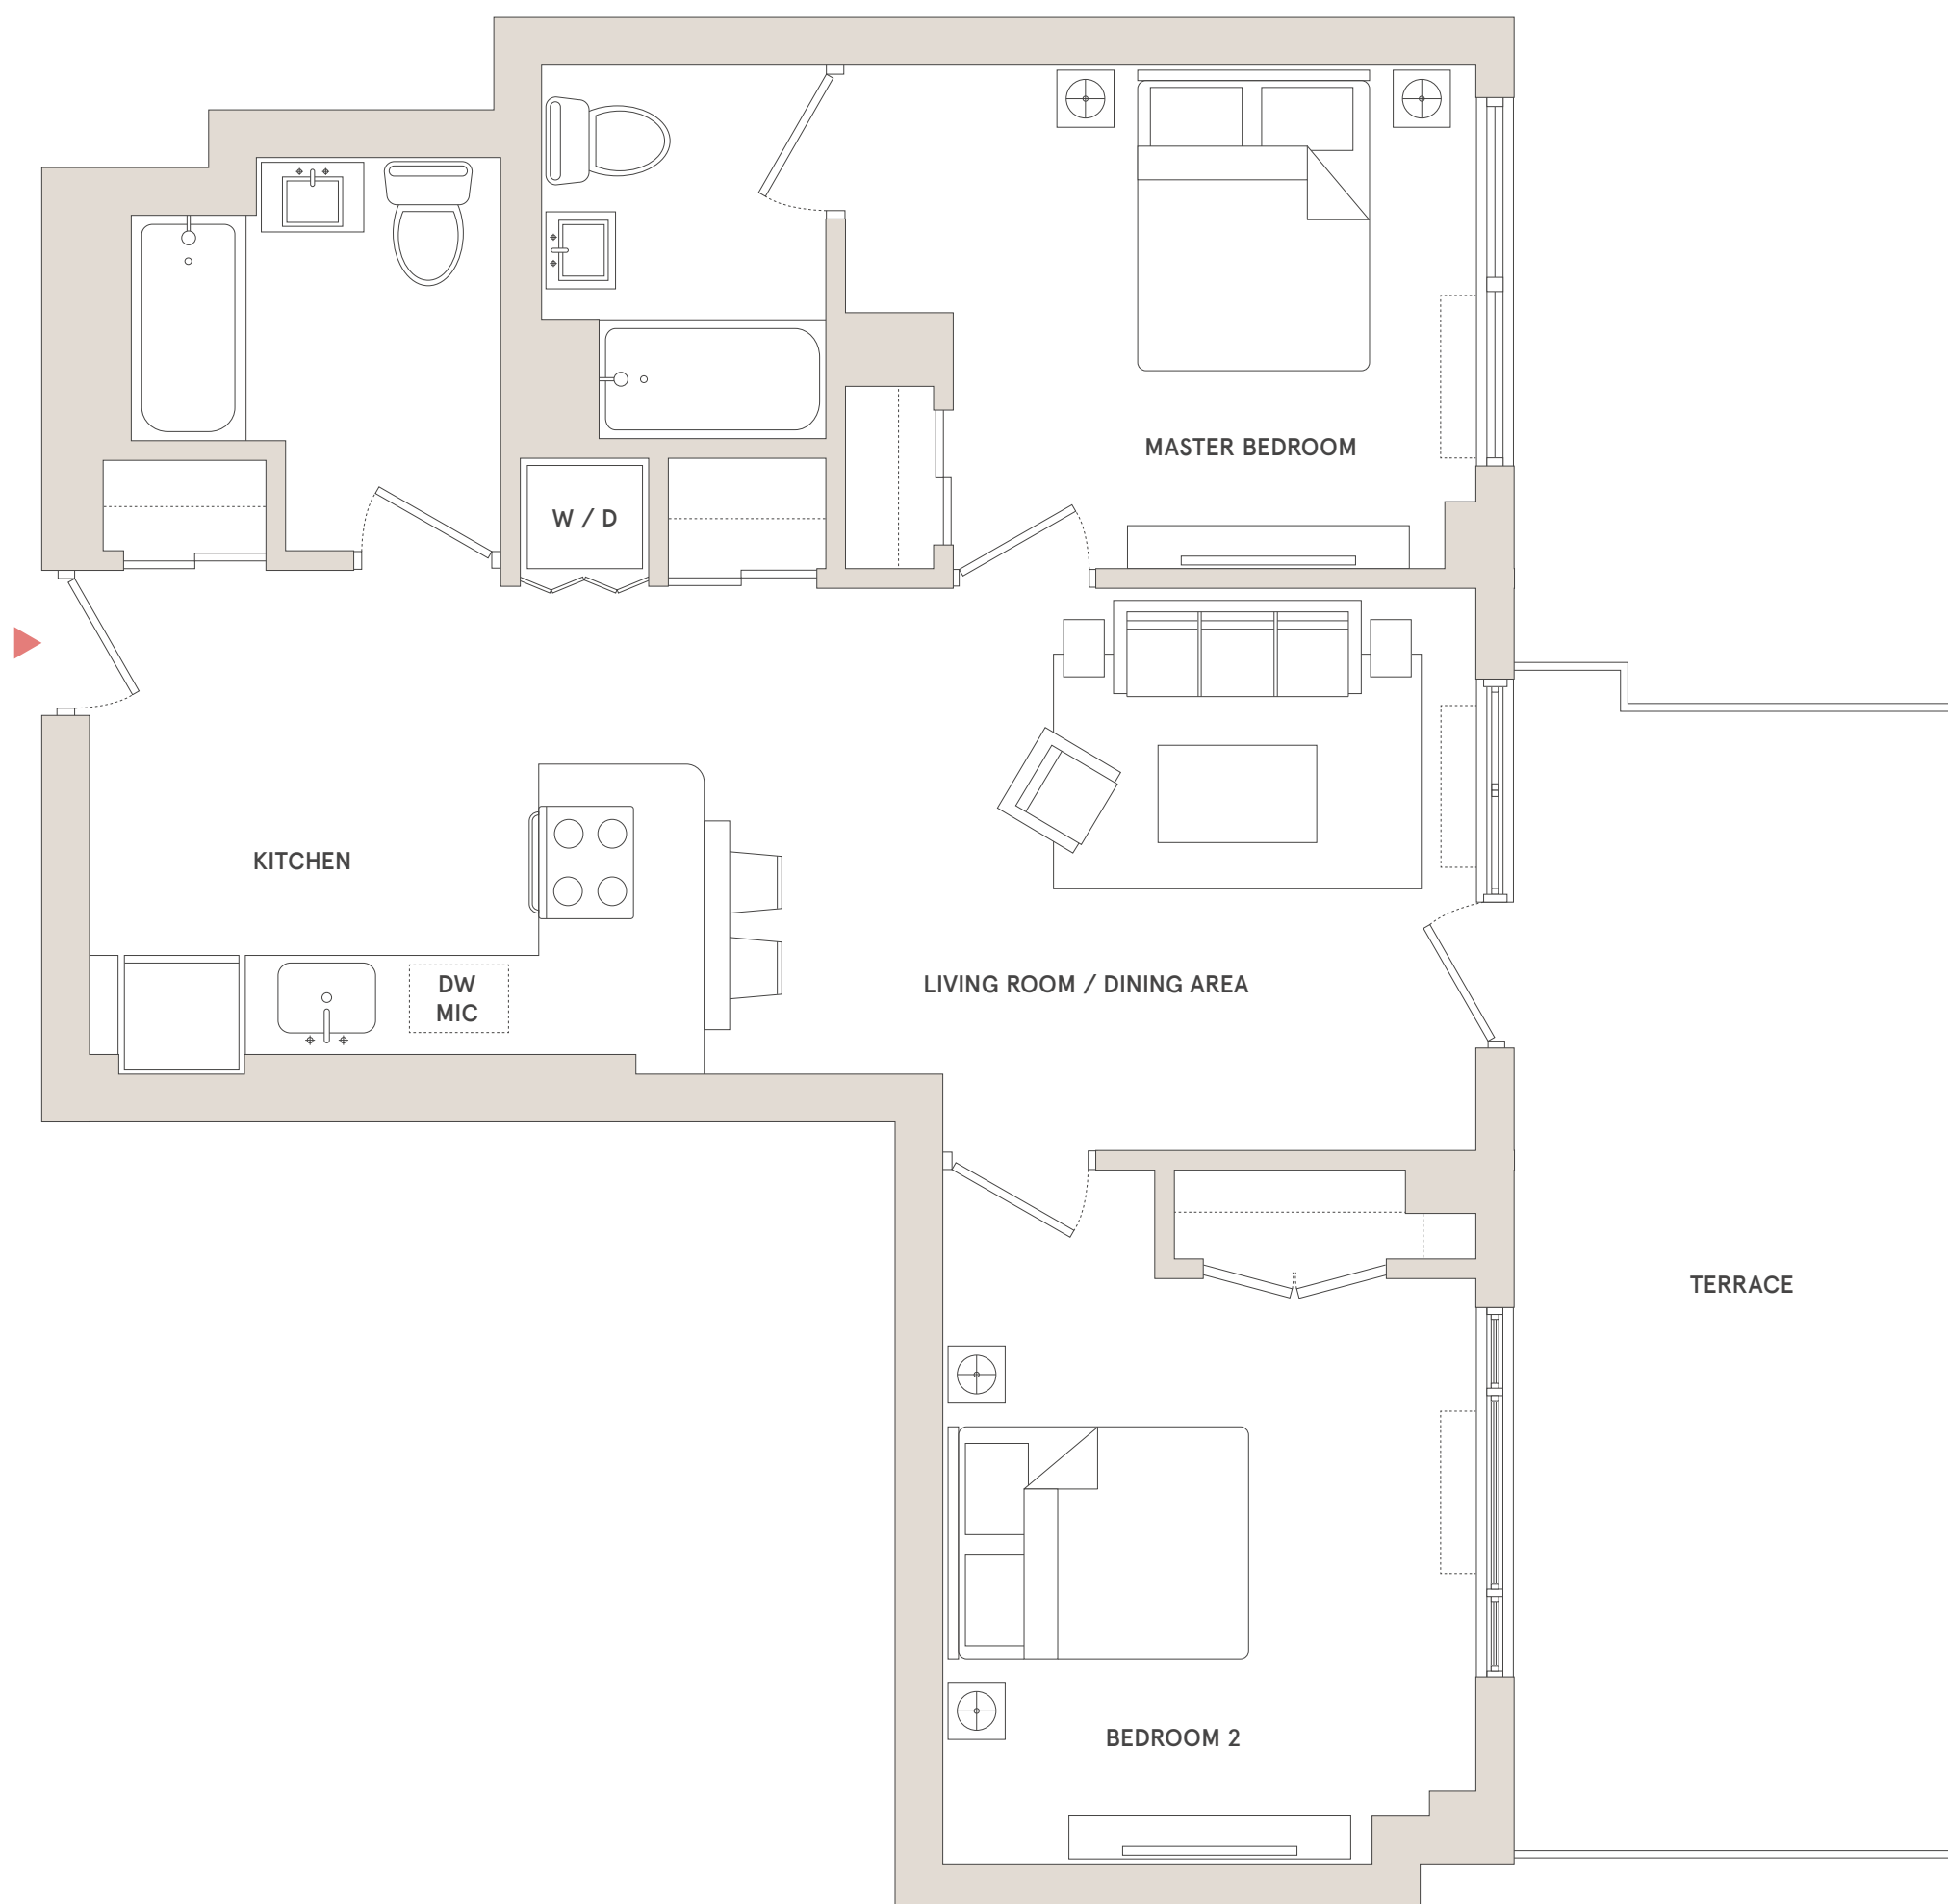 MASTER BEDROOM
W / D
KITCHEN
DW
MIC
LIVING ROOM / DINING AREA
TERRACE
BEDROOM 2